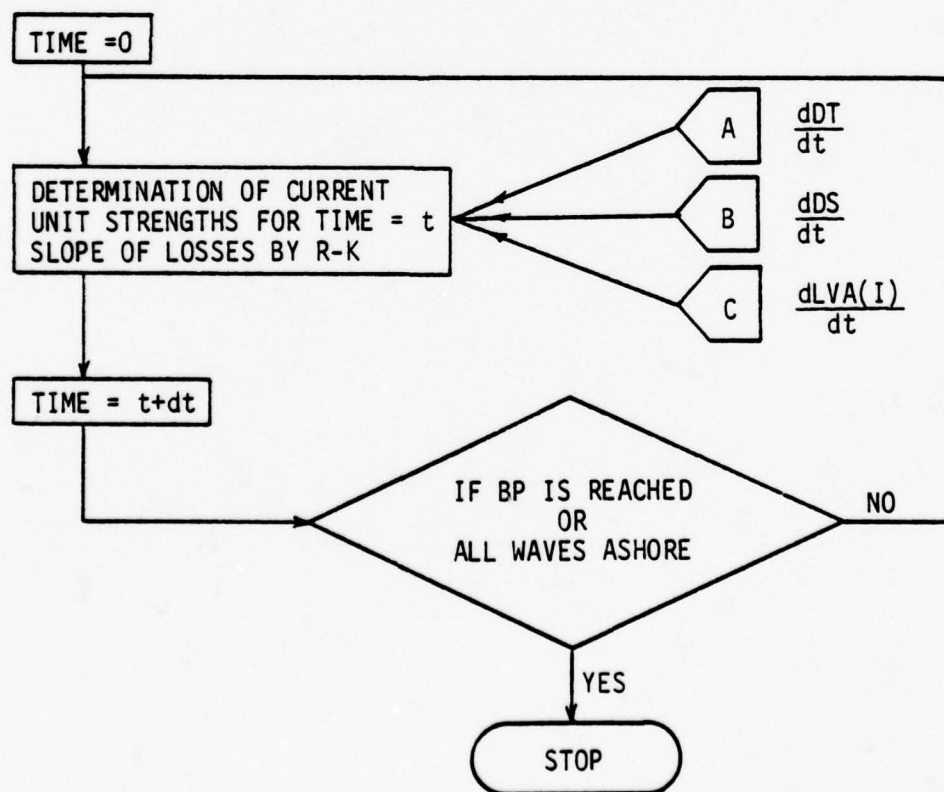 TIME =0
A
dDT
dt
DETERMINATION OF CURRENT
UNIT STRENGTHS FOR TIME = t
SLOPE OF LOSSES BY R-K
B
dDS
dt
C
dLVA(I)
dt
TIME = t+dt
IF BP IS REACHED
OR
ALL WAVES ASHORE
NO
YES
STOP